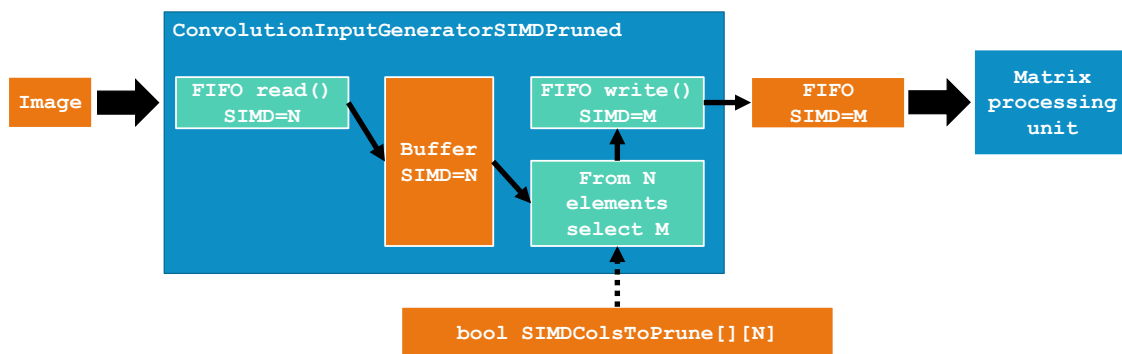 ConvolutionInputGeneratorSIMDPruned
Image
FIFO read()
SIMD=N
Buffer
SIMD=N
FIFO write()
SIMD=M
From N
elements
select M
FIFO
SIMD=M
Matrix
processing
unit
bool SIMDColsToPrune[][N]